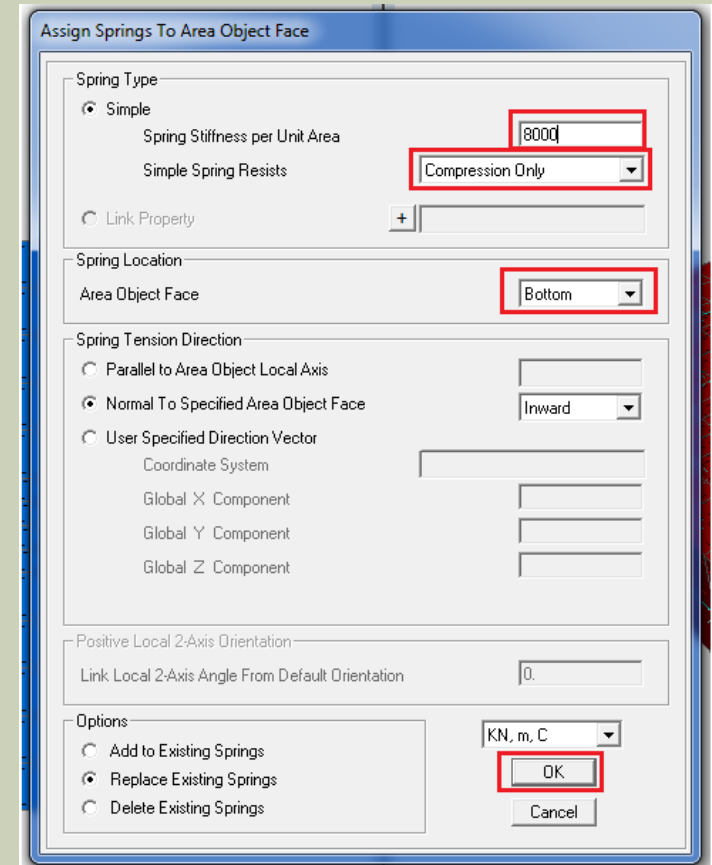 Assign Springs To Area Object Face
Spring Type
Simple
Spring Stiffness per Unit Area
8000
Simple Spring Resists
Compression Only
Link Property
+
Spring Location
Area Object Face
Bottom
Spring Tension Direction
Parallel to Area Object Local Axis
Normal To Specified Area Object Face
Inward
User Specified Direction Vector
Coordinate System
Global X Component
Global Y Component
Global Z Component
Positive Local 2-Axis Orientation
Link Local 2-Axis Angle From Default Orientation
0.
Options
Add to Existing Springs
Replace Existing Springs
Delete Existing Springs
KN, m, C
OK
Cancel